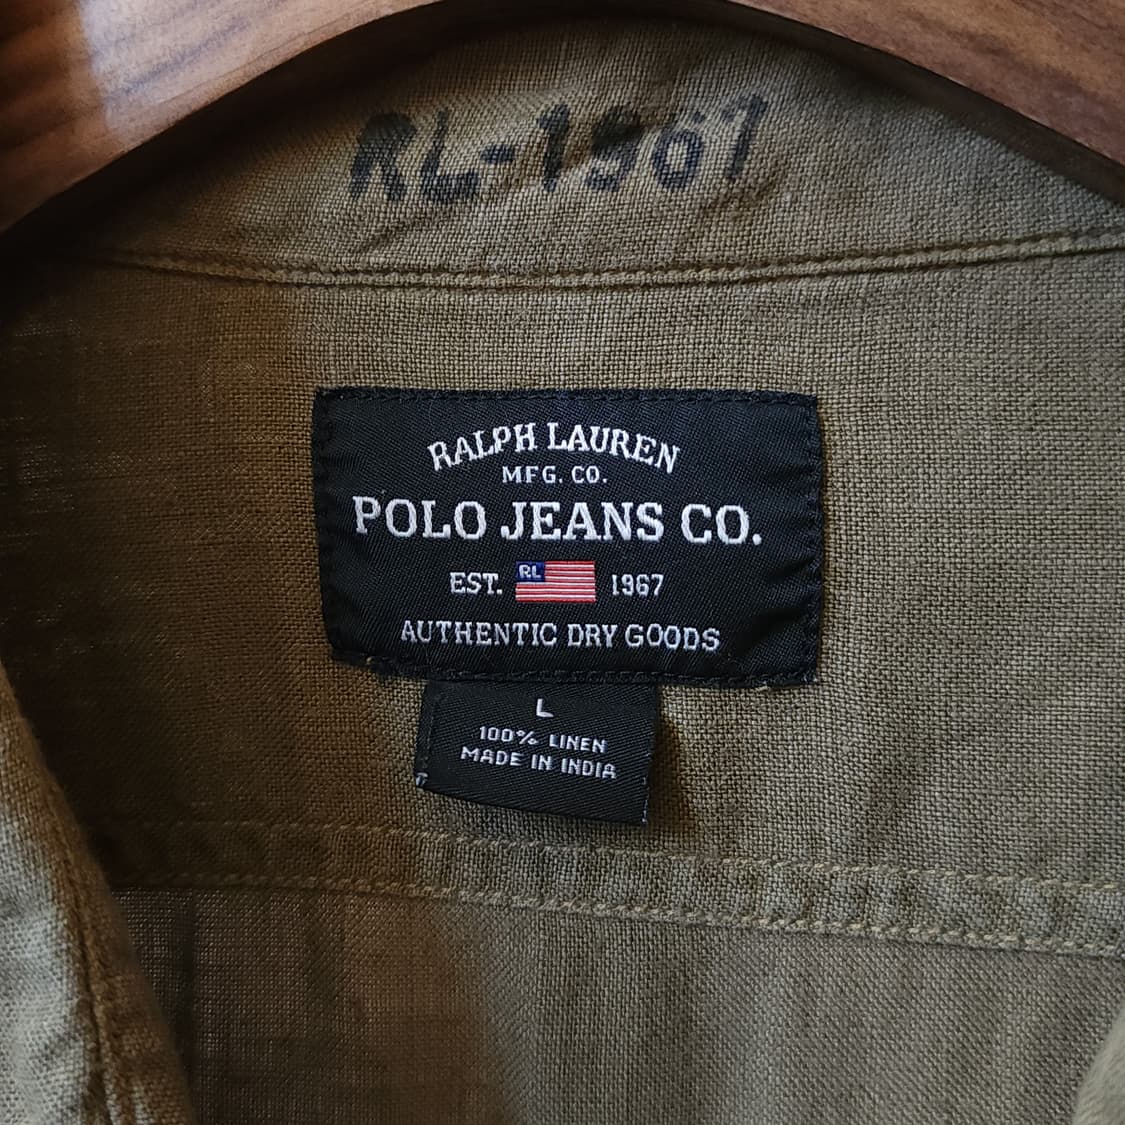 RL-1967
RALPH LAUREN
MFG. CO.
POLO JEANS CO.
EST. RL 1967
AUTHENTIC DRY GOODS
L
100% LINEN
MADE IN INDIA